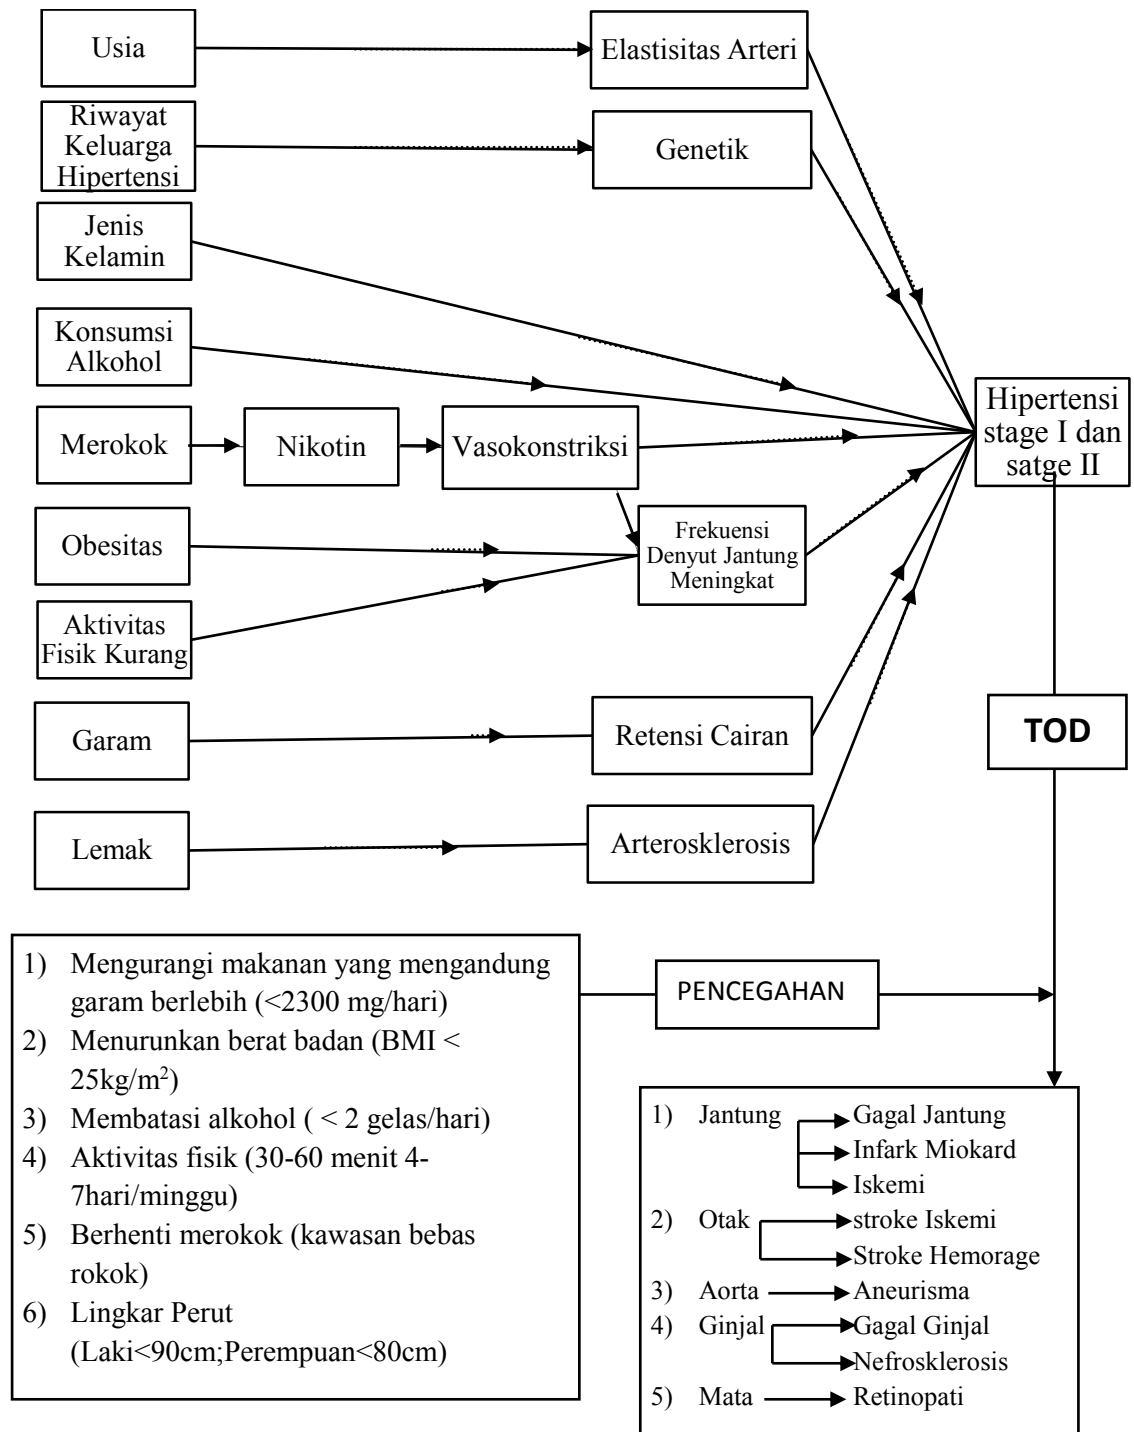 Usia
Elastisitas Arteri
Riwayat
Keluarga
Hipertensi
Genetik
Jenis
Kelamin
Konsumsi
Alkohol
Hipertensi
stage I dan
satge II
Merokok
Nikotin
Vasokonstriksi
Obesitas
Frekuensi
Denyut Jantung
Meningkat
Aktivitas
Fisik Kurang
Garam
Retensi Cairan
TOD
Lemak
Arterosklerosis
1) Mengurangi makanan yang mengandung
garam berlebih (<2300 mg/hari)
2) Menurunkan berat badan (BMI <
25kg/m²)
3) Membatasi alkohol ( < 2 gelas/hari)
4) Aktivitas fisik (30-60 menit 4-
7hari/minggu)
5) Berhenti merokok (kawasan bebas
rokok)
6) Lingkar Perut
(Laki<90cm;Perempuan<80cm)
PENCEGAHAN
1) Jantung Gagal Jantung
Infark Miokard
Iskemi
2) Otak stroke Iskemi
Stroke Hemorage
3) Aorta Aneurisma
4) Ginjal Gagal Ginjal
Nefrosklerosis
5) Mata Retinopati